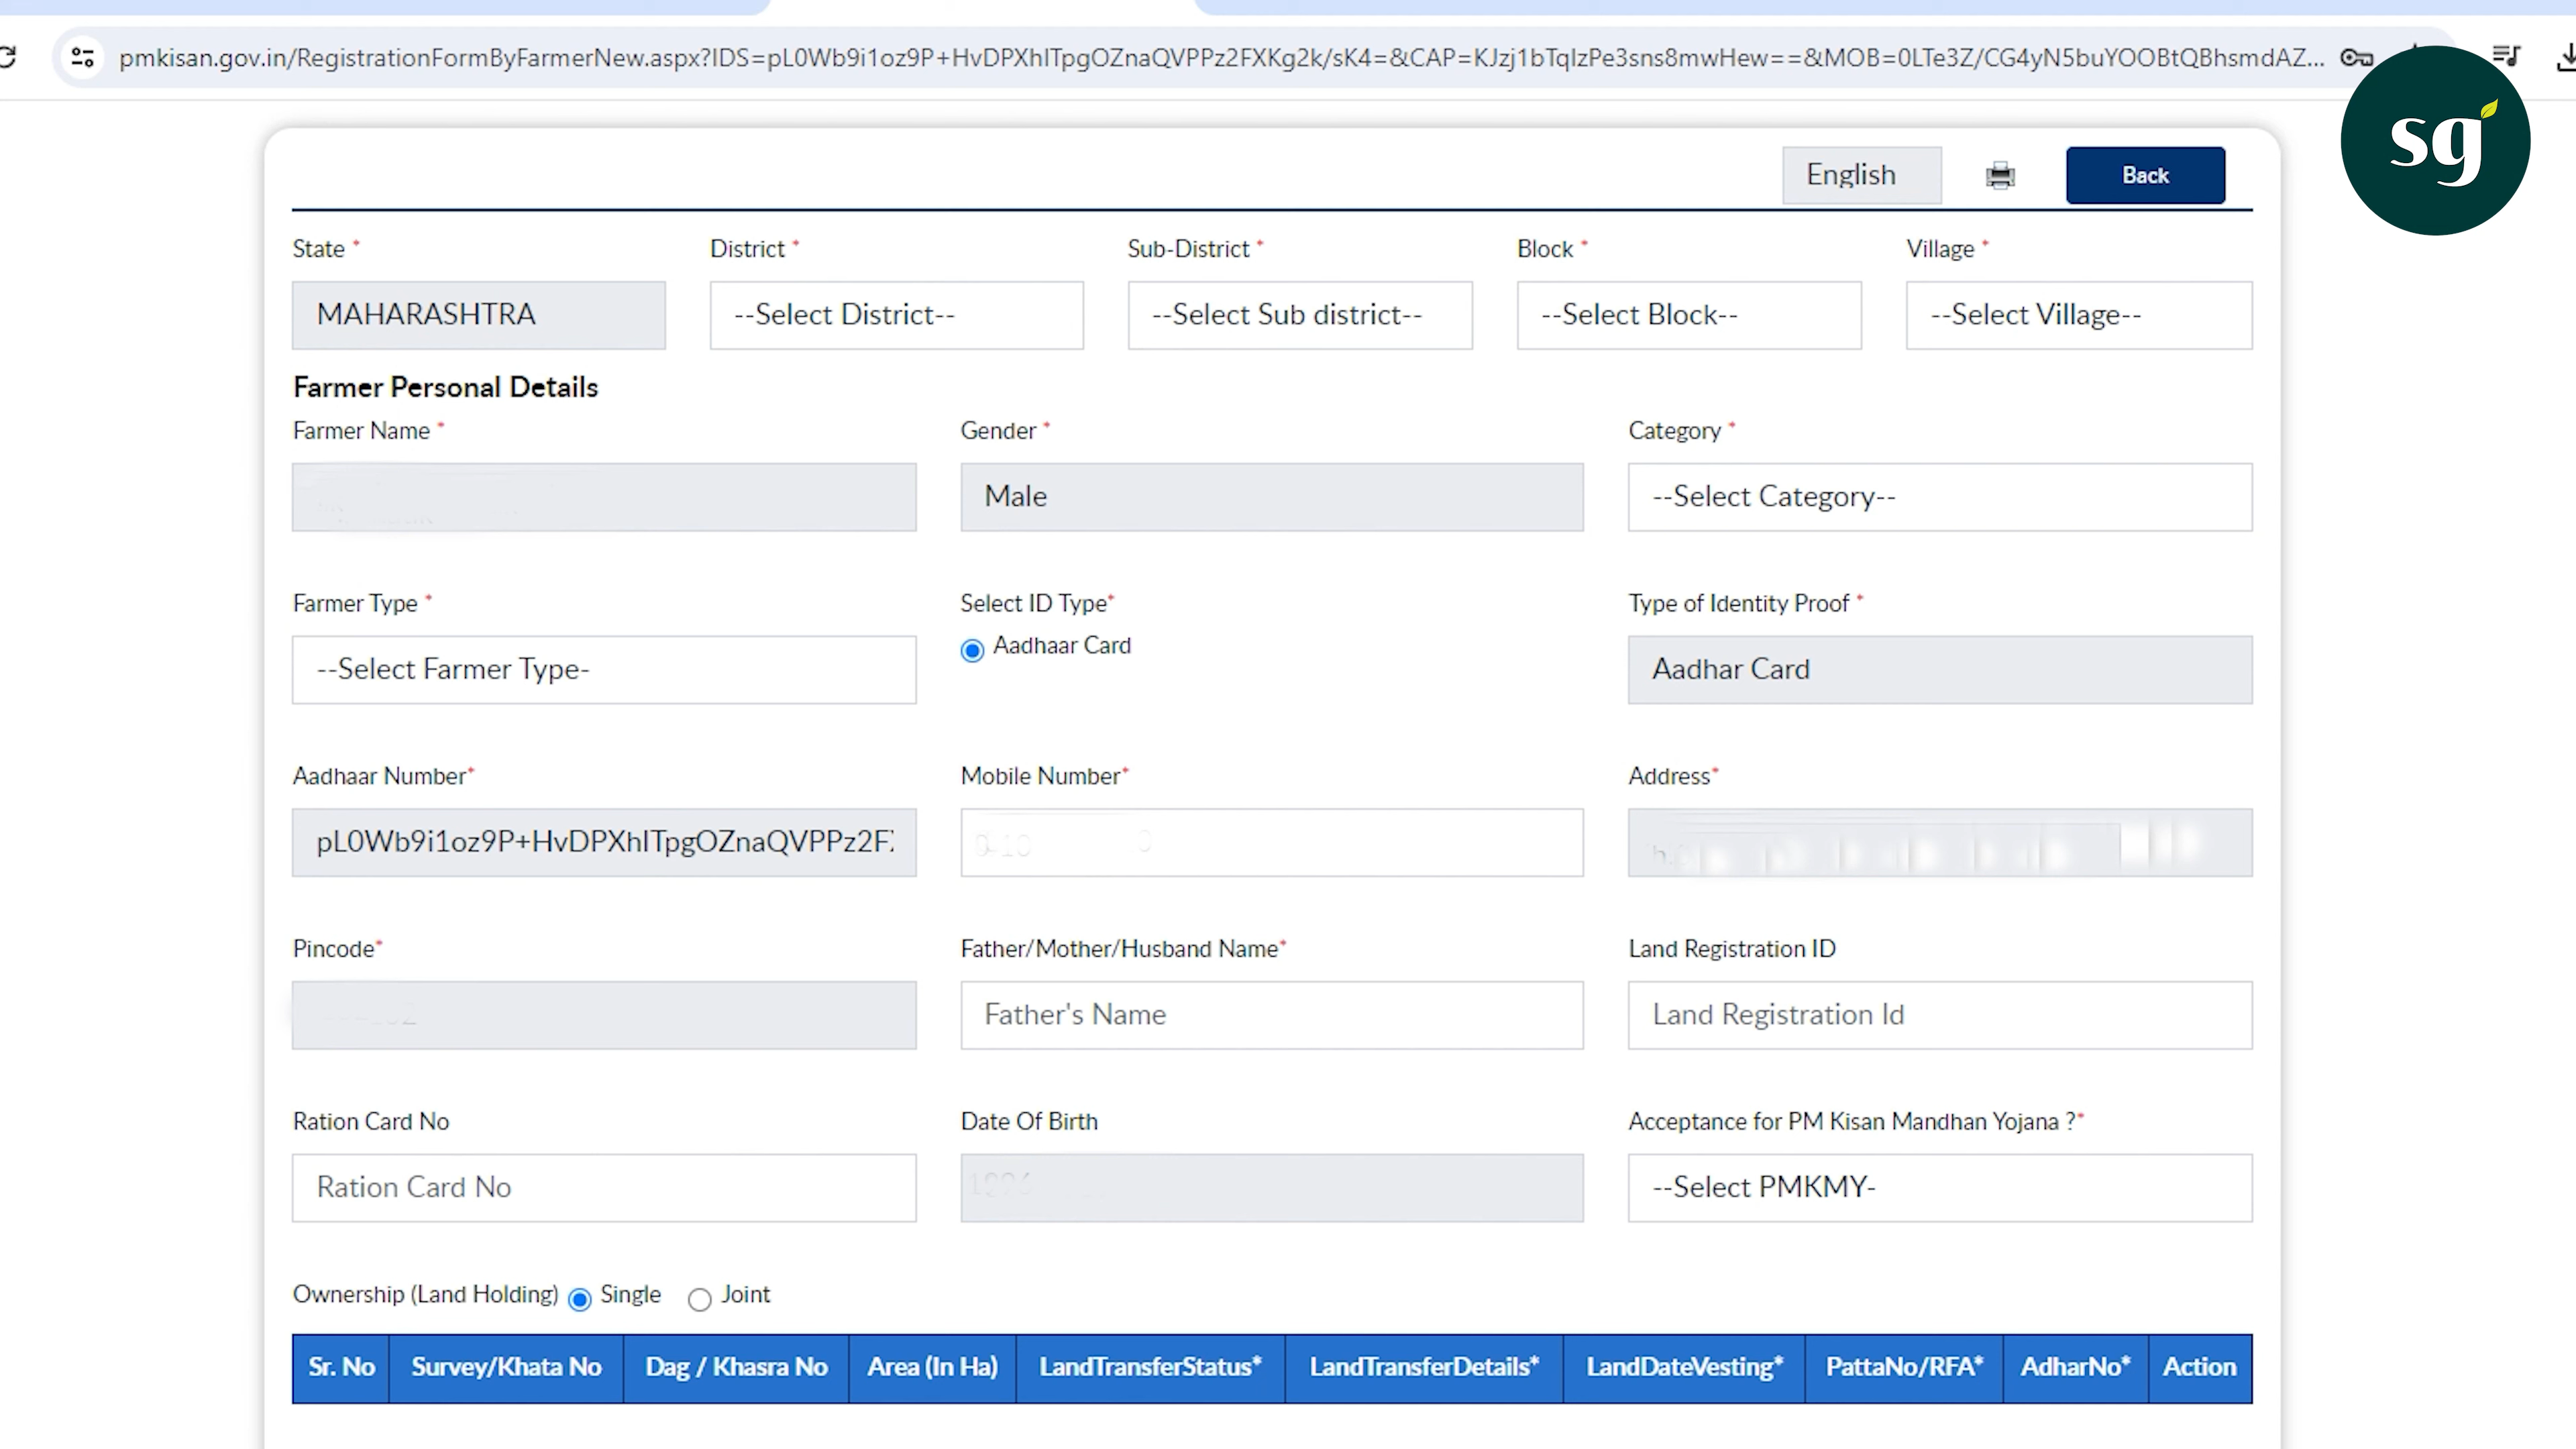 pmkisan.gov.in/RegistrationFormByFarmerNew.aspx?IDS=pL0Wb9i1oz9P+HvDPXhITpgOZnaQVPPz2FXKg2k/sK4=&CAP=KJzj1bTqIzPe3sns8mwHew==&MOB=0LTe3Z/CG4yN5buYOOBtQBhsmdAZ...
sg
English Back
State * District * Sub-District * Block * Village *
MAHARASHTRA --Select District-- --Select Sub district-- --Select Block-- --Select Village--
Farmer Personal Details
Farmer Name * Gender * Category *
Male --Select Category--
Farmer Type * Select ID Type* Type of Identity Proof *
--Select Farmer Type- Aadhaar Card Aadhar Card
Aadhaar Number* Mobile Number* Address*
pL0Wb9i1oz9P+HvDPXhITpgOZnaQVPPz2F
Pincode* Father/Mother/Husband Name* Land Registration ID
Father's Name Land Registration Id
Ration Card No Date Of Birth Acceptance for PM Kisan Mandhan Yojana ?*
Ration Card No --Select PMKMY-
Ownership (Land Holding) Single Joint
Sr. No Survey/Khata No Dag / Khasra No Area (In Ha) LandTransferStatus* LandTransferDetails* LandDateVesting* PattaNo/RFA* AdharNo* Action